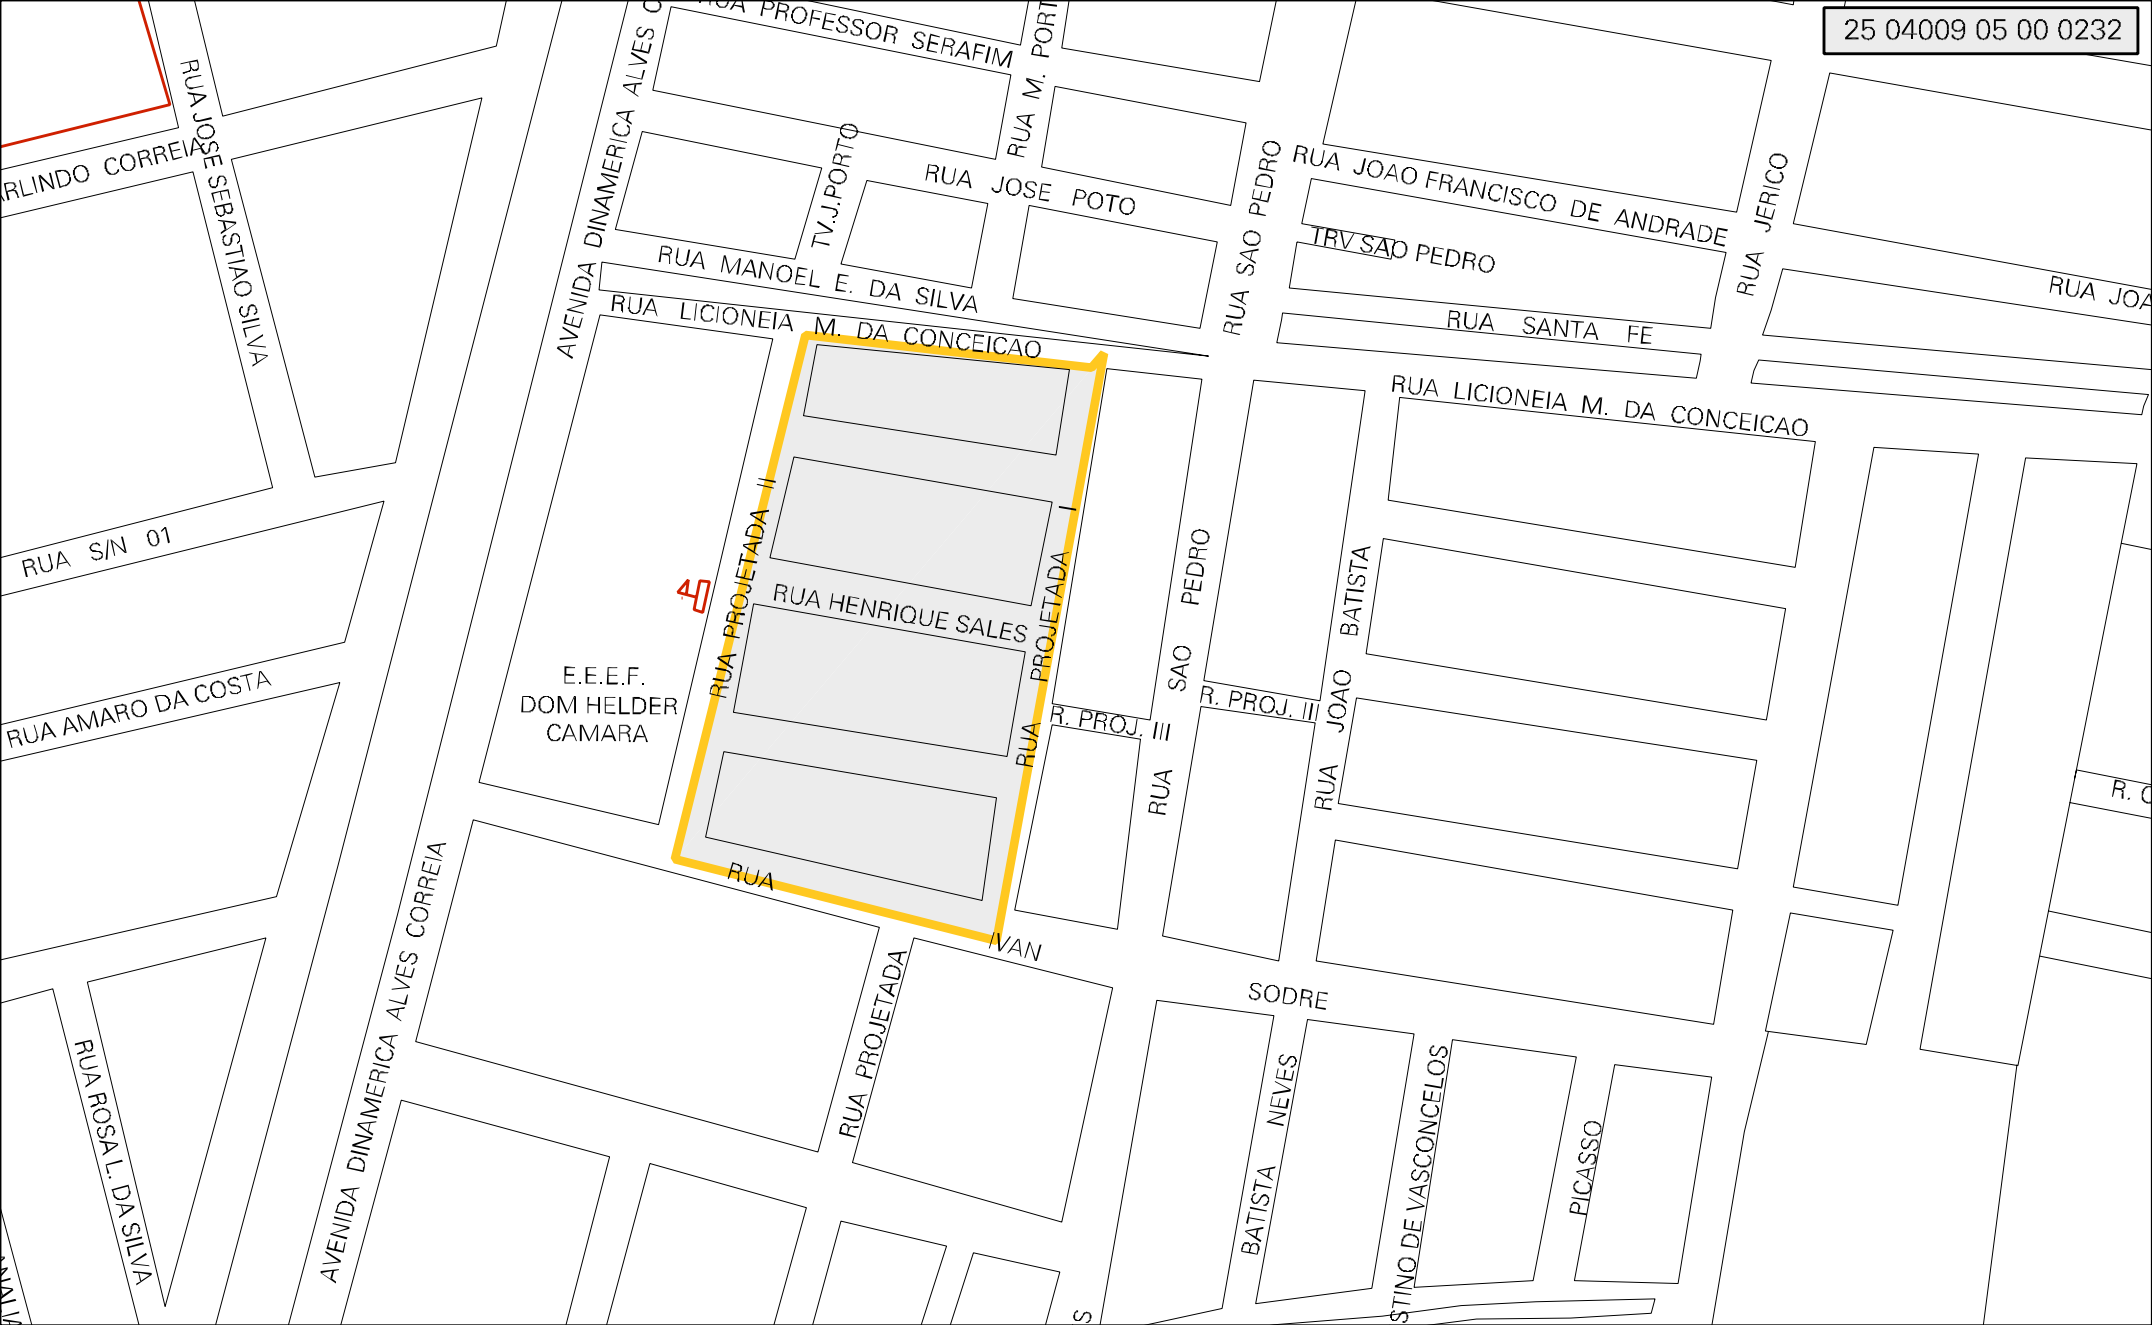 25 04009 05 00 0232
RUA PROFESSOR SERAFIM
RUA M. PORT
AVENIDA DINAMERICA ALVES C
RUA JOSE SEBASTIAO SILVA
ARLINDO CORREIA
TV.J.PORTO
RUA JOSE POTO
RUA SAO PEDRO
RUA JOAO FRANCISCO DE ANDRADE
RUA JERICO
TRV SAO PEDRO
RUA MANOEL E. DA SILVA
RUA JOA
RUA LICIONEIA M. DA CONCEICAO
RUA SANTA FE
RUA LICIONEIA M. DA CONCEICAO
RUA S/N 01
RUA PROJETADA II
RUA PROJETADA I
RUA SAO PEDRO
RUA JOAO BATISTA
RUA HENRIQUE SALES
E.E.E.F.
DOM HELDER
CAMARA
RUA AMARO DA COSTA
R. PROJ. II
R. PROJ. III
R. C
RUA IVAN SODRE
AVENIDA DINAMERICA ALVES CORREIA
RUA PROJETADA
RUA ROSA L. DA SILVA
BATISTA NEVES
STINO DE VASCONCELOS
PICASSO
S